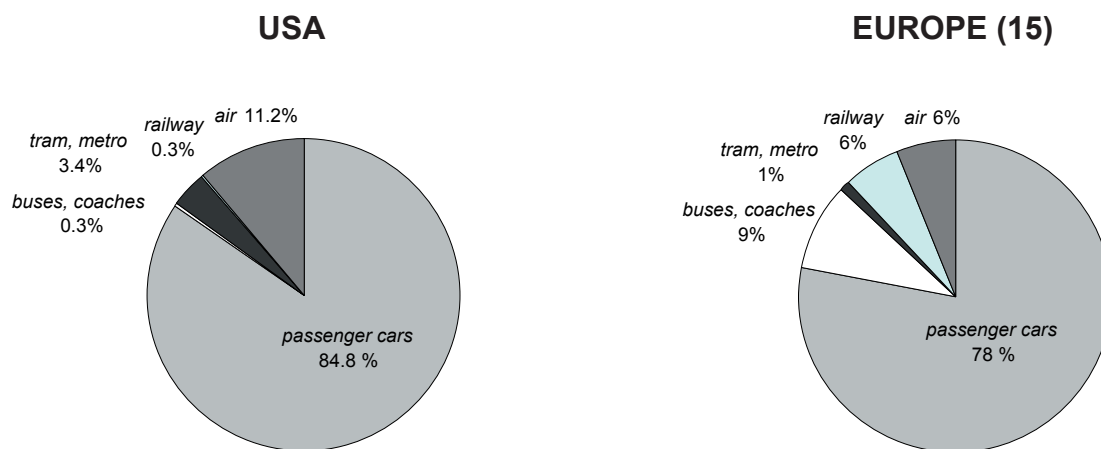 USA
air 11.2%
railway
0.3%
tram, metro
3.4%
buses, coaches
0.3%
passenger cars
84.8 %
EUROPE (15)
air 6%
railway
6%
tram, metro
1%
buses, coaches
9%
passenger cars
78 %